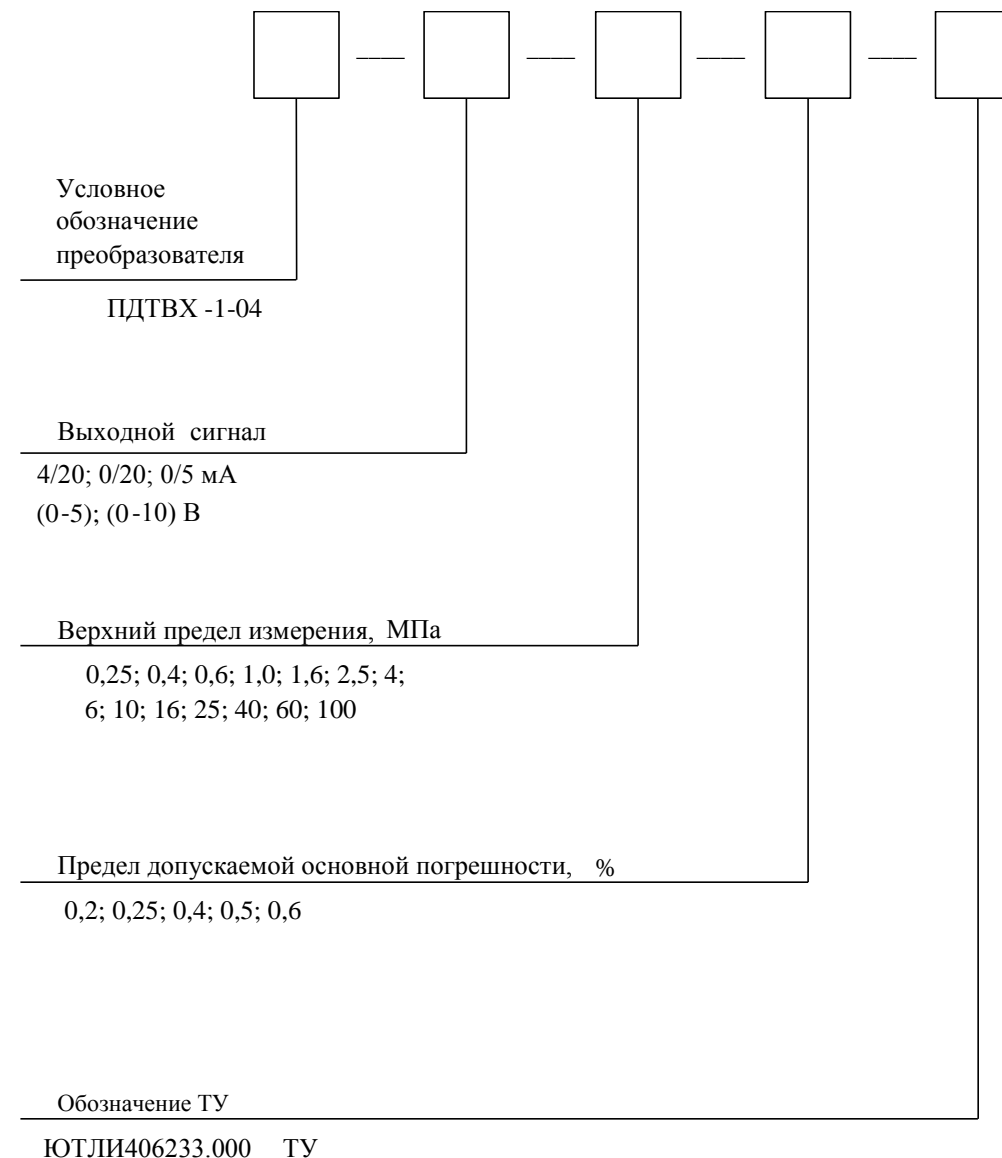 Условное
обозначение
преобразователя
ПДТВХ -1-04
Выходной сигнал
4/20; 0/20; 0/5 мА
(0-5); (0-10) В
Верхний предел измерения, МПа
0,25; 0,4; 0,6; 1,0; 1,6; 2,5; 4;
6; 10; 16; 25; 40; 60; 100
Предел допускаемой основной погрешности, %
0,2; 0,25; 0,4; 0,5; 0,6
Обозначение ТУ
ЮТЛИ406233.000 ТУ